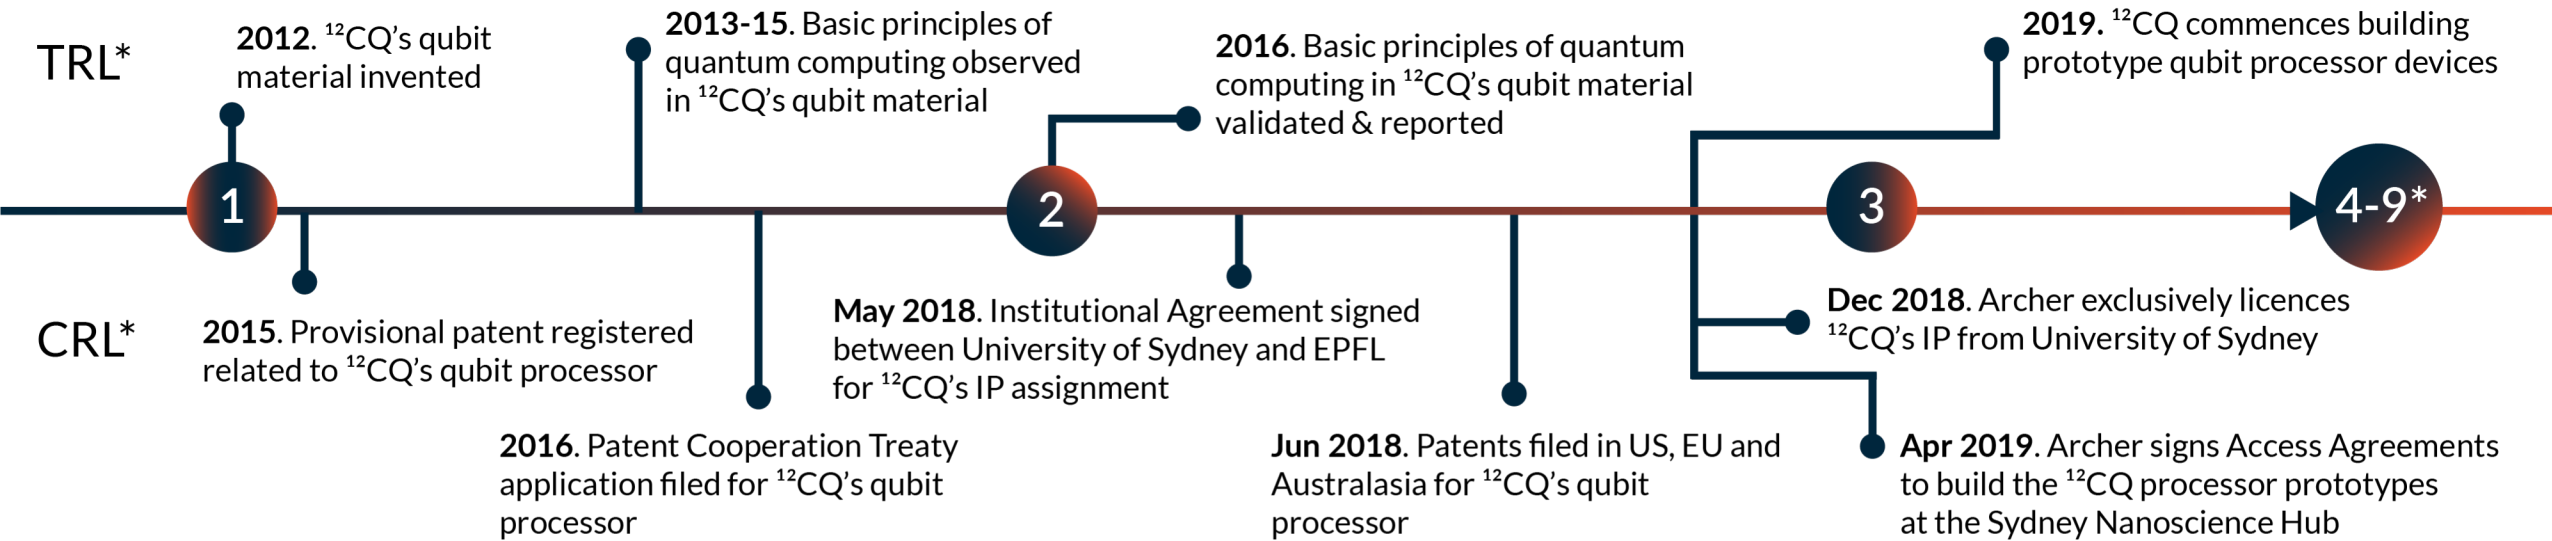 TRL*
2012. ¹²CQ’s qubit
material invented
2013-15. Basic principles of
quantum computing observed
in ¹²CQ’s qubit material
2016. Basic principles of quantum
computing in ¹²CQ’s qubit material
validated & reported
2019. ¹²CQ commences building
prototype qubit processor devices
1
2
3
4-9*
CRL*
2015. Provisional patent registered
related to ¹²CQ’s qubit processor
2016. Patent Cooperation Treaty
application filed for ¹²CQ’s qubit
processor
May 2018. Institutional Agreement signed
between University of Sydney and EPFL
for ¹²CQ’s IP assignment
Jun 2018. Patents filed in US, EU and
Australasia for ¹²CQ’s qubit
processor
Dec 2018. Archer exclusively licences
¹²CQ’s IP from University of Sydney
Apr 2019. Archer signs Access Agreements
to build the ¹²CQ processor prototypes
at the Sydney Nanoscience Hub